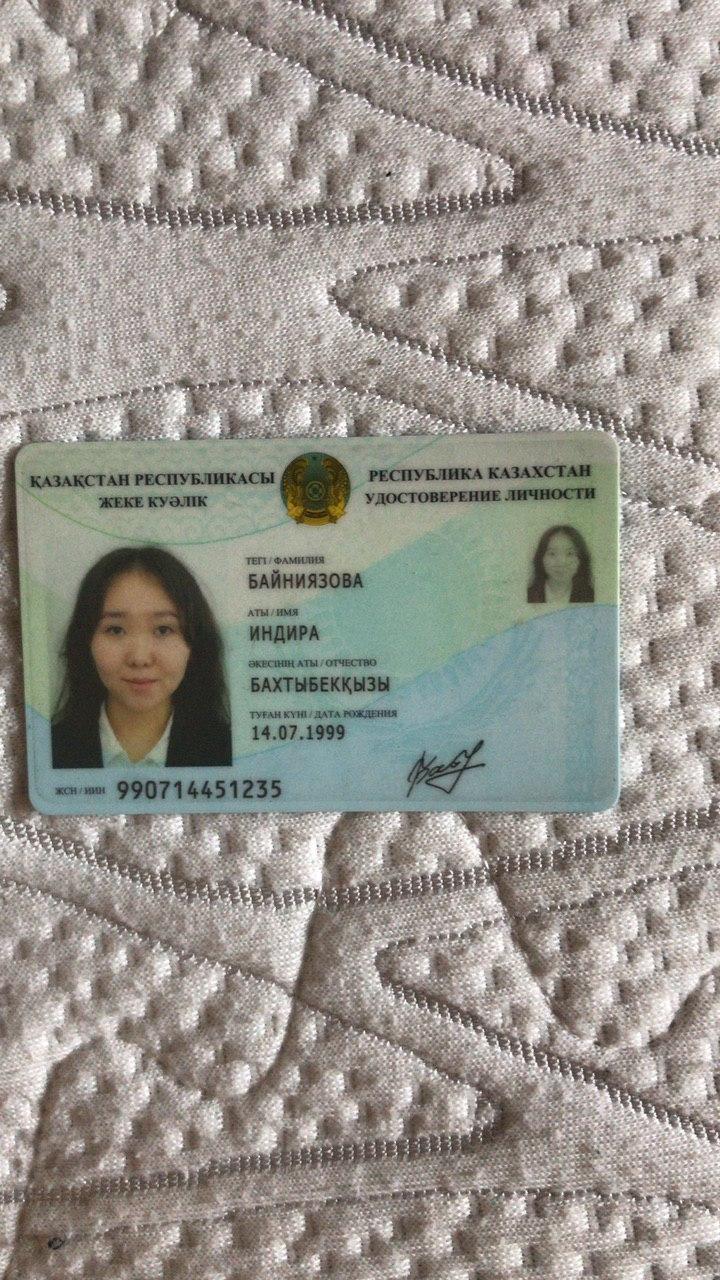 ҚАЗАҚСТАН РЕСПУБЛИКАСЫ
ЖЕКЕ КУӘЛІК
РЕСПУБЛИКА КАЗАХСТАН
УДОСТОВЕРЕНИЕ ЛИЧНОСТИ
ТЕГІ / ФАМИЛИЯ
БАЙНИЯЗОВА
АТЫ / ИМЯ
ИНДИРА
ӘКЕСІНІҢ АТЫ / ОТЧЕСТВО
БАХТЫБЕКҚЫЗЫ
ТУҒАН КҮНІ / ДАТА РОЖДЕНИЯ
14.07.1999
ЖСН / ИИН 990714451235